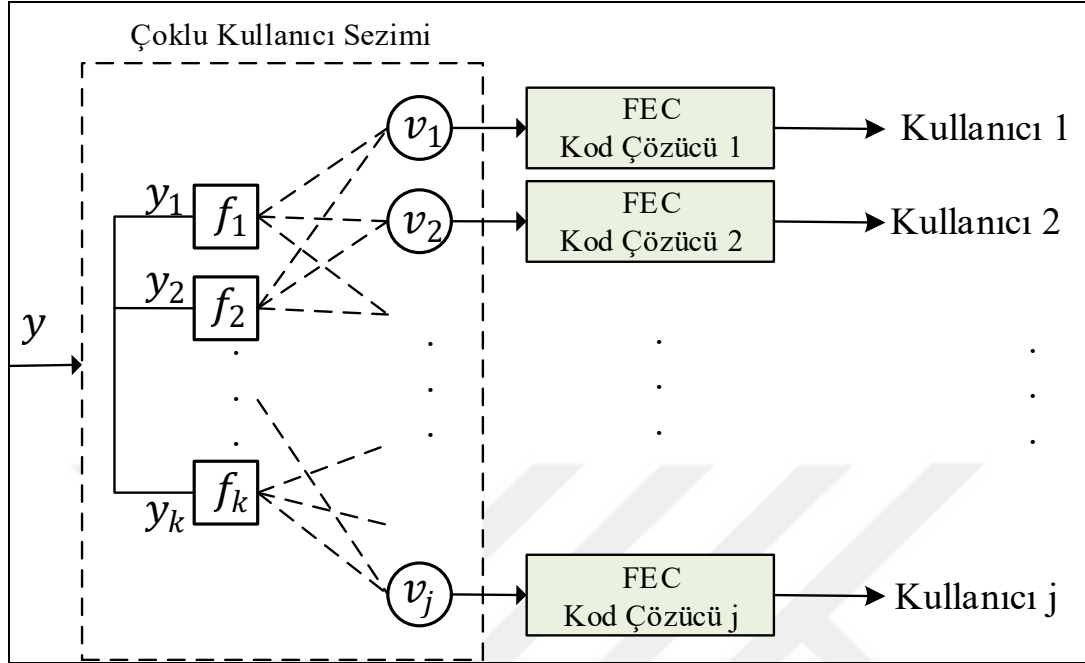 Çoklu Kullanıcı Sezimi
v₁
FEC
Kod Çözücü 1
Kullanıcı 1
y₁
f₁
v₂
FEC
Kod Çözücü 2
Kullanıcı 2
y₂
f₂
y
fₖ
yₖ
vⱼ
FEC
Kod Çözücü j
Kullanıcı j